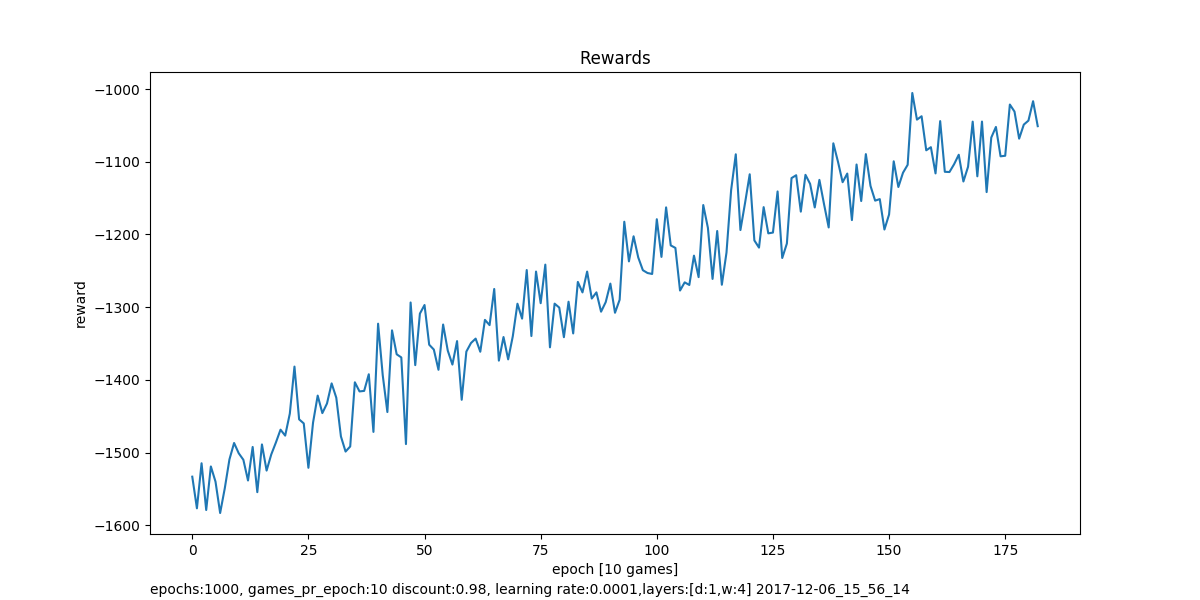 Rewards
−1000
−1100
−1200
−1300
−1400
−1500
−1600
reward
0 25 50 75 100 125 150 175
epoch [10 games]
epochs:1000, games_pr_epoch:10 discount:0.98, learning rate:0.0001,layers:[d:1,w:4] 2017-12-06_15_56_14